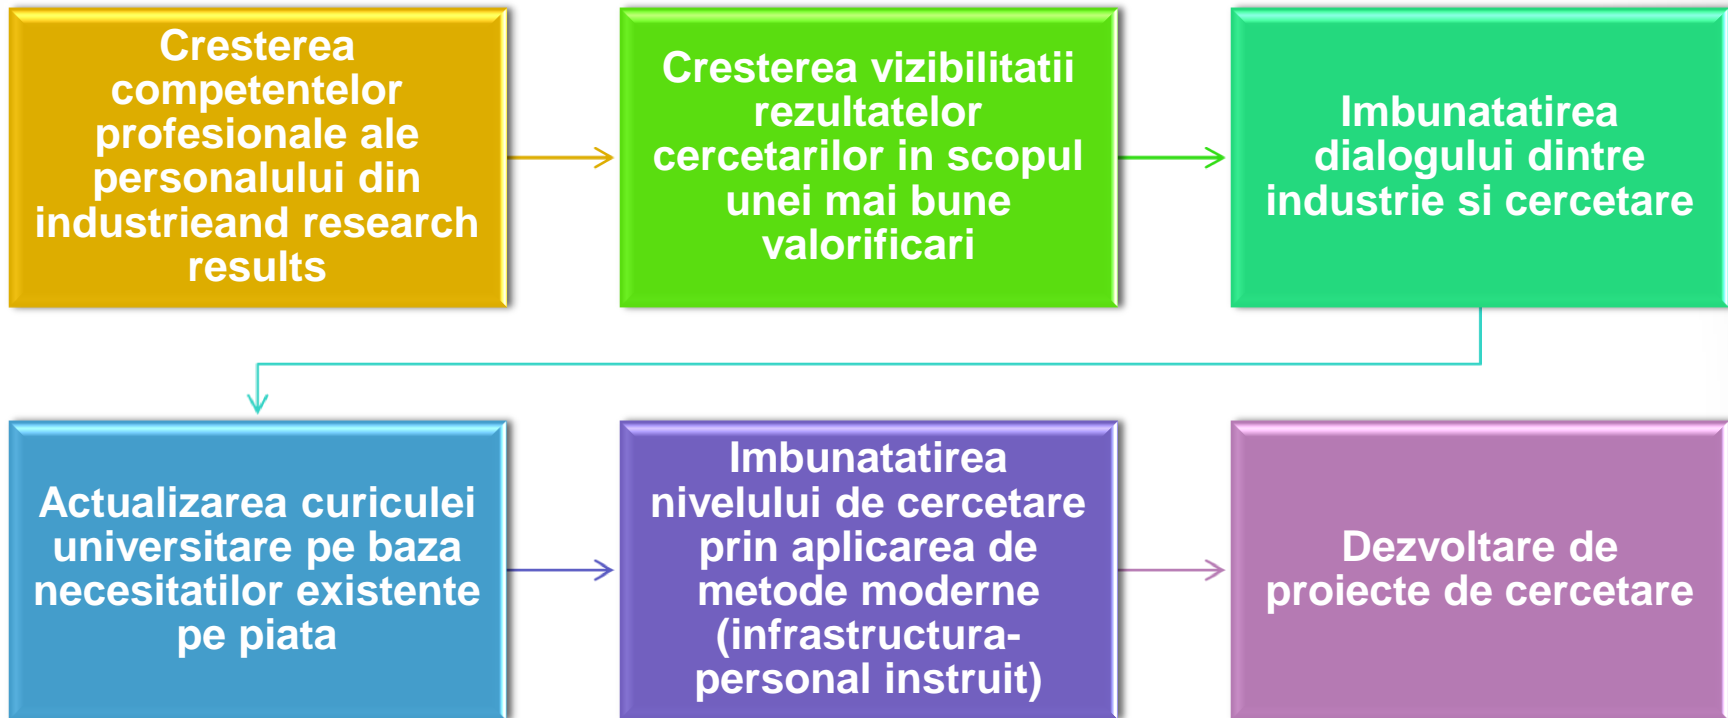 Cresterea
competentelor
profesionale ale
personalului din
industrieand research
results
Cresterea vizibilitatii
rezultatelor
cercetarilor in scopul
unei mai bune
valorificari
Imbunatatirea
dialogului dintre
industrie si cercetare
Actualizarea curiculei
universitare pe baza
necesitatilor existente
pe piata
Imbunatatirea
nivelului de cercetare
prin aplicarea de
metode moderne
(infrastructura-
personal instruit)
Dezvoltare de
proiecte de cercetare